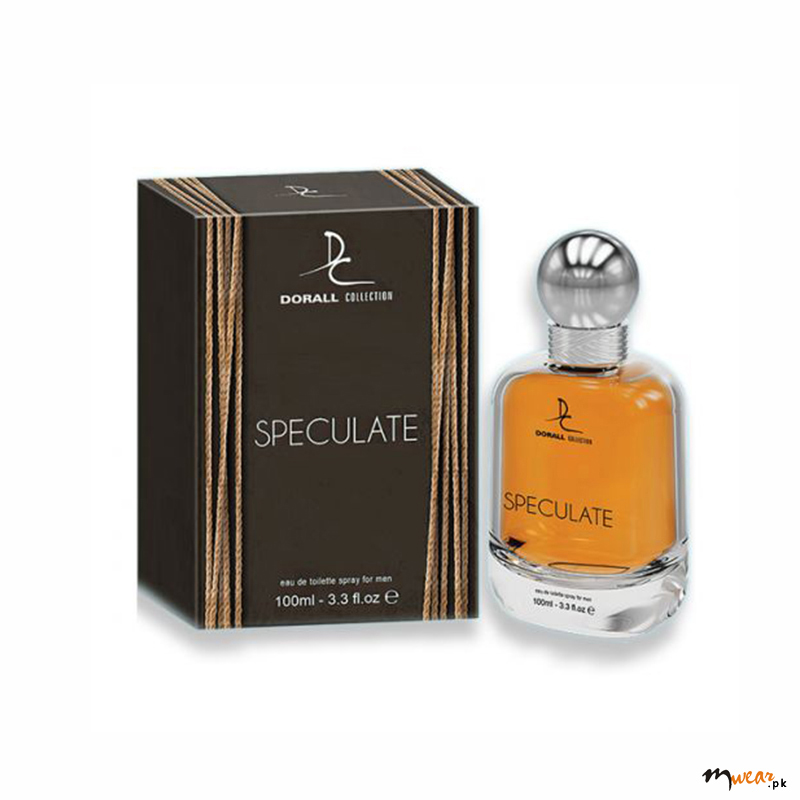 DC
DC
DORALL COLLECTION
SPECULATE
eau de toilette spray for men
100ml - 3.3 fl.oz ℮
DC
DORALL COLLECTION
SPECULATE
eau de toilette spray for men
100ml - 3.3 fl.oz ℮
mwear.pk